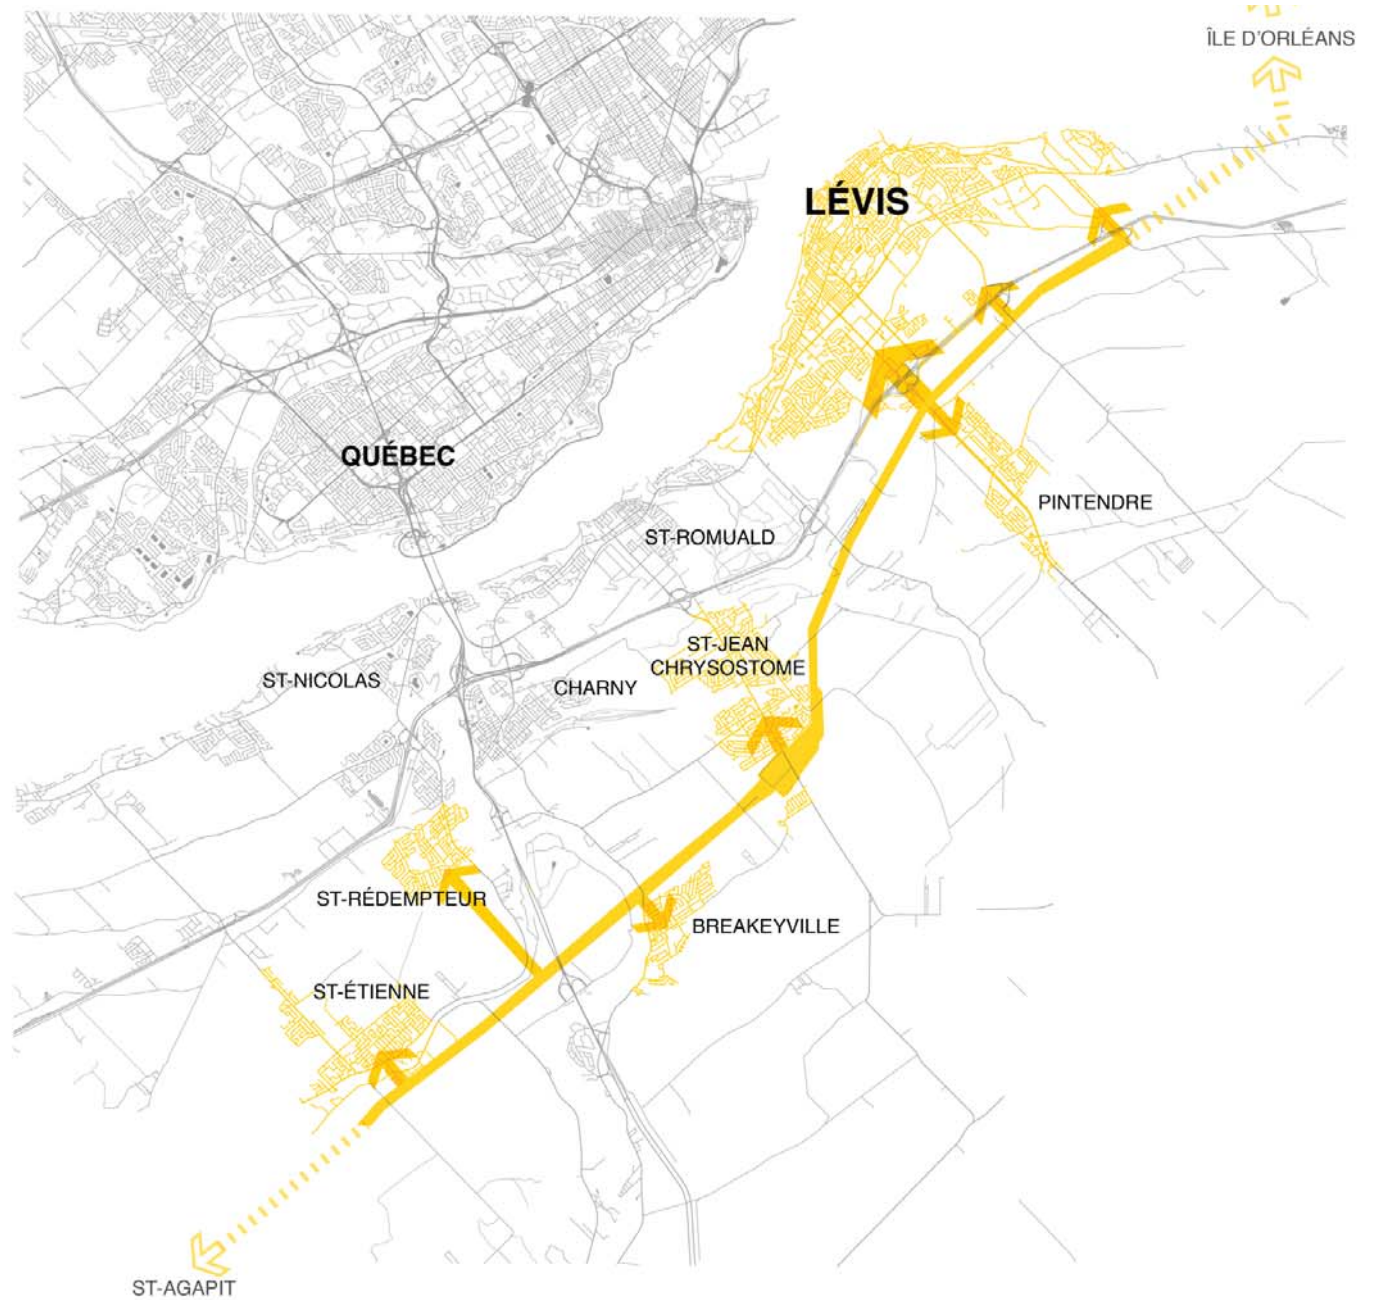 ÎLE D'ORLÉANS
LÉVIS
QUÉBEC
PINTENDRE
ST-ROMUALD
ST-JEAN
CHRYSOSTOME
ST-NICOLAS
CHARNY
ST-RÉDEMPTEUR
BREAKEYVILLE
ST-ÉTIENNE
ST-AGAPIT